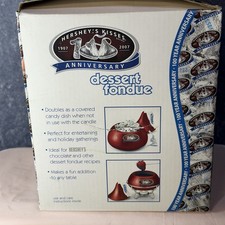 HERSHEY'S KISSES
1907 2007
ANNIVERSARY
dessert
fondue
• Doubles as a covered
candy dish when not
in use with the candle
• Perfect for entertaining
and holiday gatherings
• Ideal for HERSHEY'S
chocolate and other
dessert fondue recipes
• Makes a fun addition
to any table
100 YEAR ANNIVERSARY